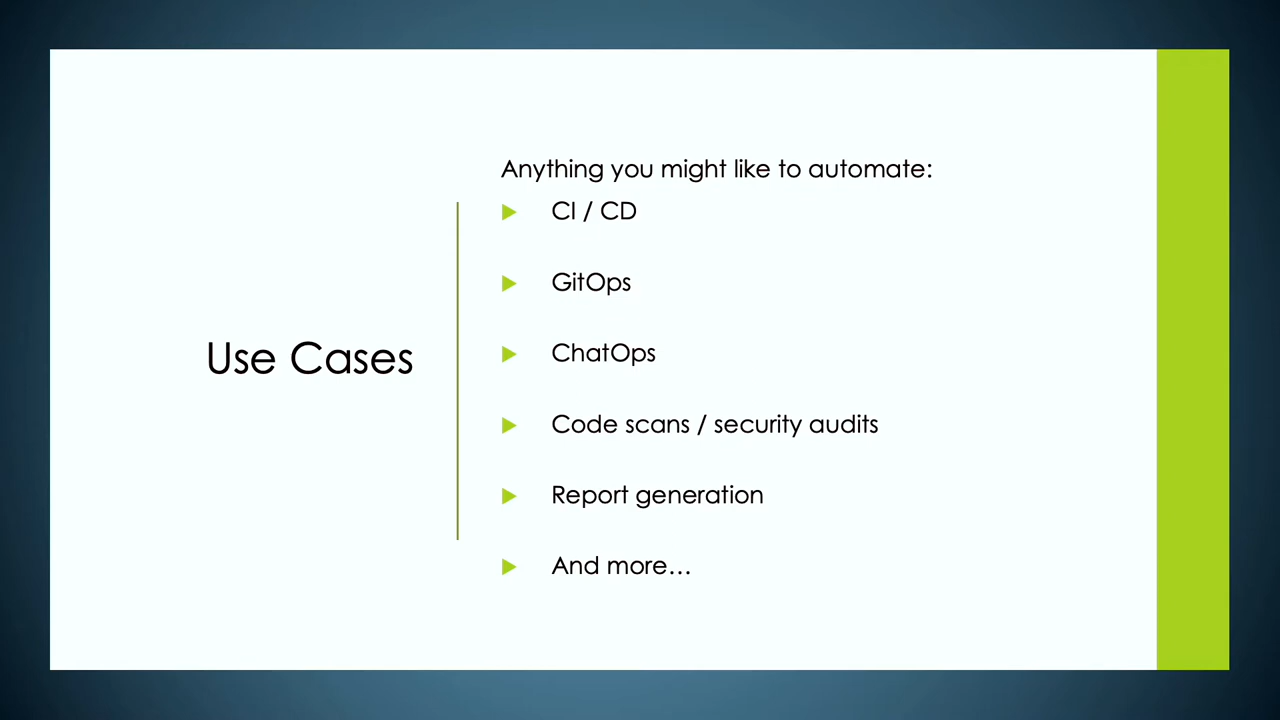 Use Cases
Anything you might like to automate:
CI / CD
GitOps
ChatOps
Code scans / security audits
Report generation
And more…